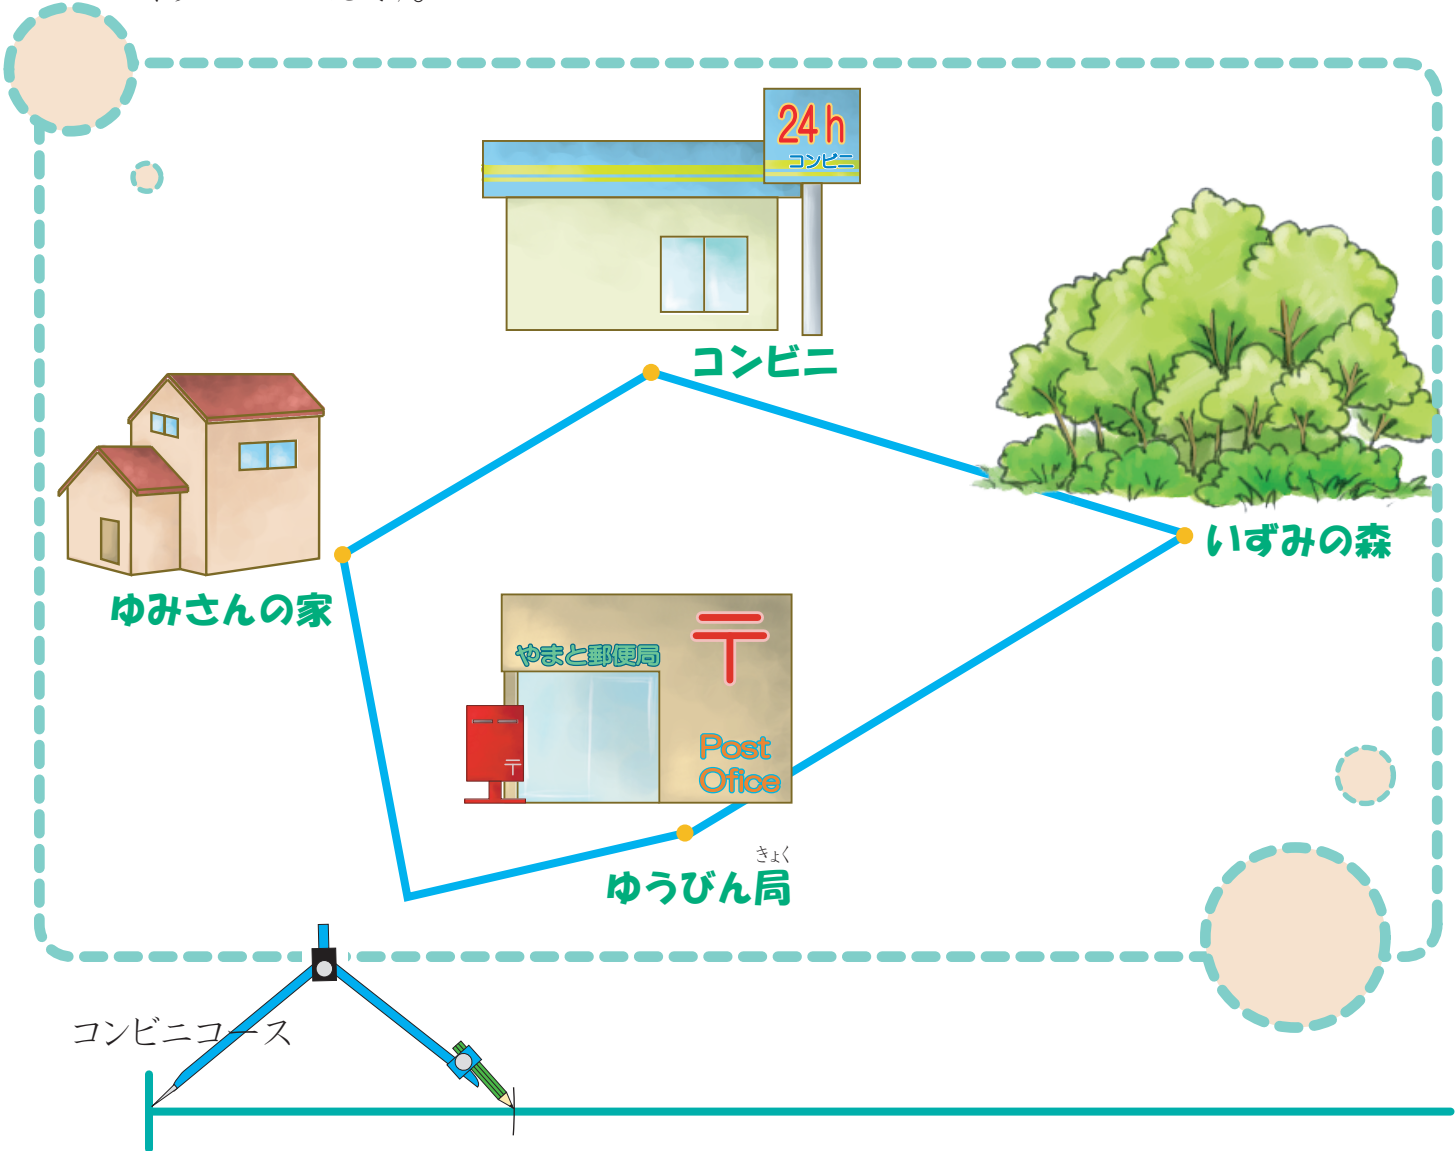 24h
コンビニ
コンビニ
いずみの森
ゆみさんの家
やまと郵便局
〒
〒
Post
Ofice
きょく
ゆうびん局
コンビニコース